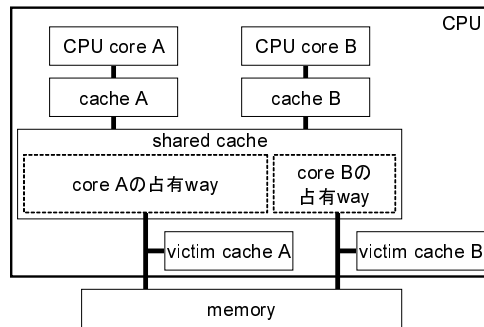 CPU
CPU core A
CPU core B
cache A
cache B
shared cache
core Aの占有way
core Bの
占有way
victim cache A
victim cache B
memory